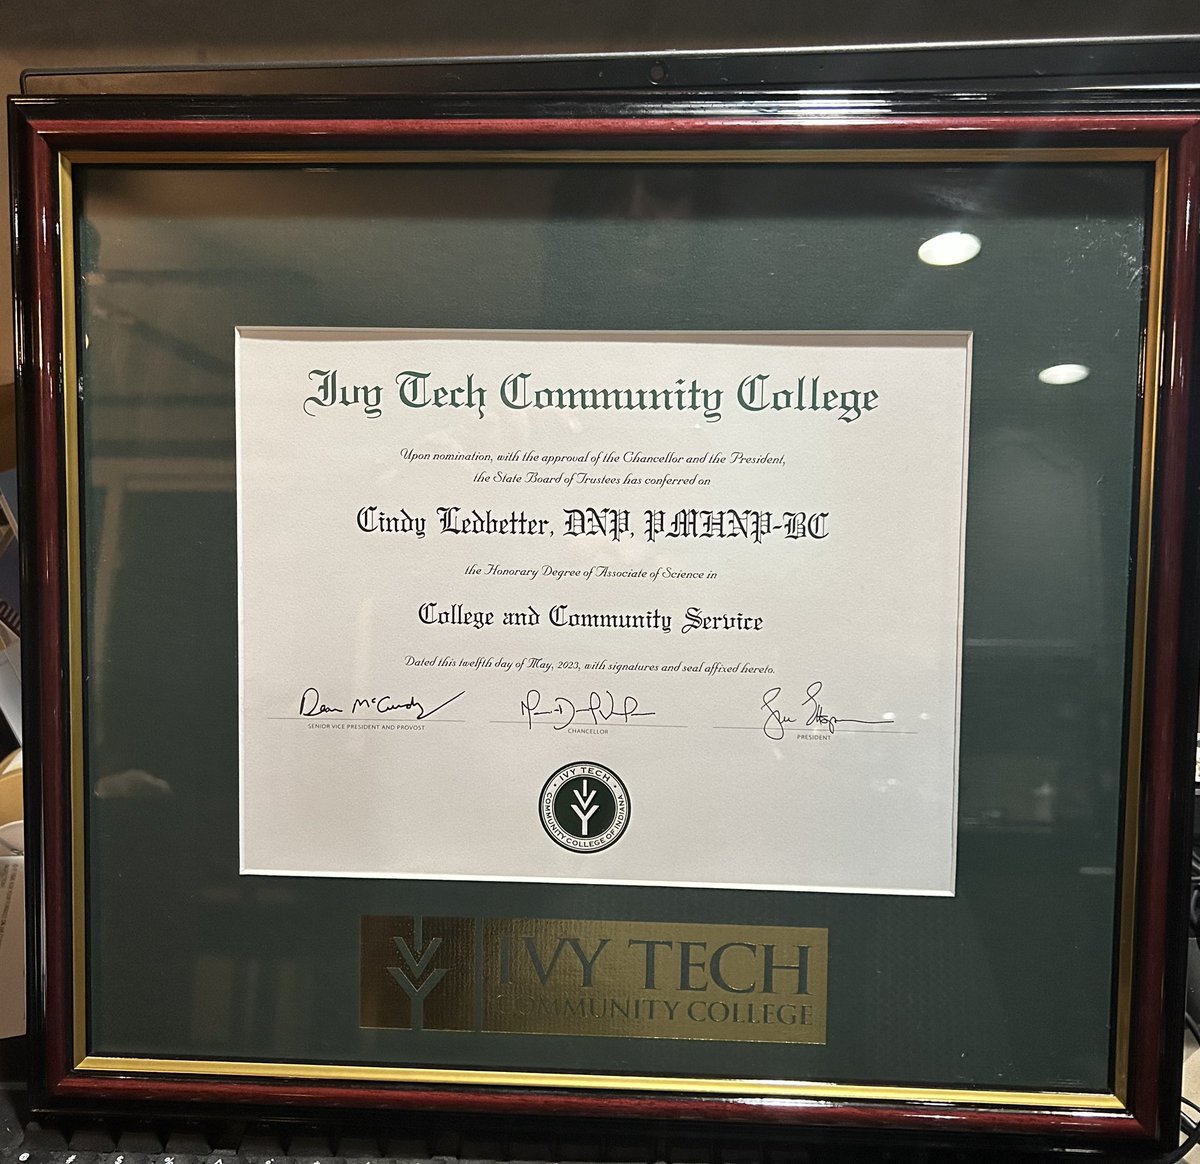 Ivy Tech Community College
Upon nomination, with the approval of the Chancellor and the President,
the State Board of Trustees has conferred on
Cindy Ledbetter, DNP, PMHNP-BC
the Honorary Degree of Associate of Science in
College and Community Service
Dated this twelfth day of May, 2023, with signatures and seal affixed hereto.
Dean McCurdy
SENIOR VICE PRESIDENT AND PROVOST
CHANCELLOR
PRESIDENT
IVY TECH
COMMUNITY COLLEGE OF INDIANA
IVY TECH
COMMUNITY COLLEGE